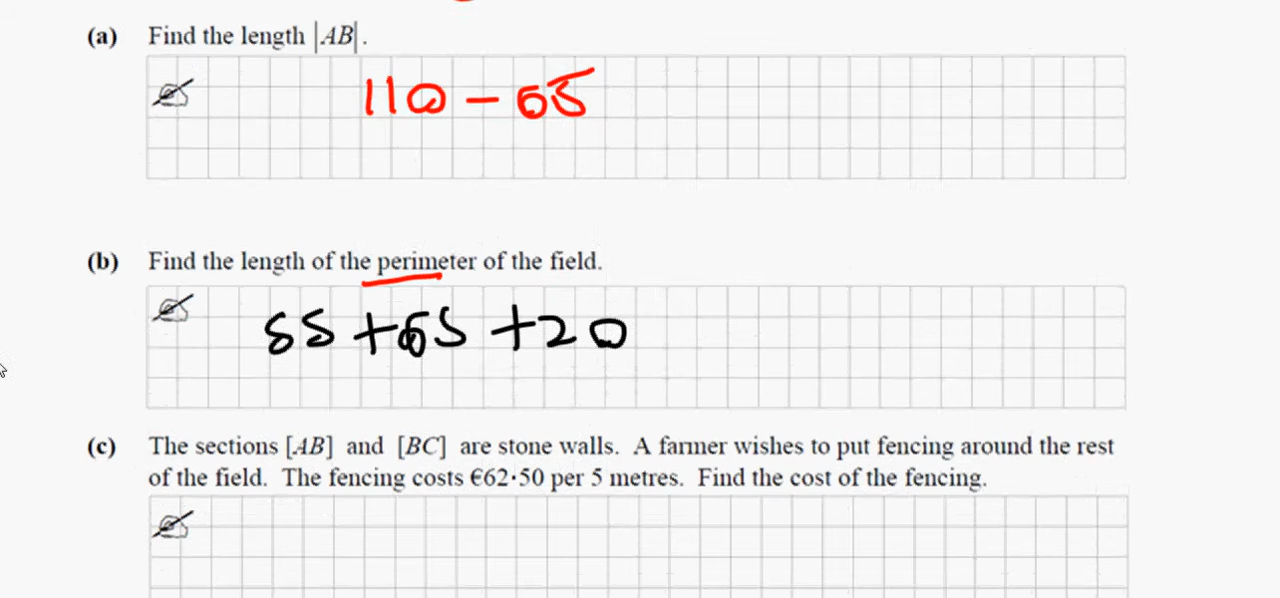 (a) Find the length |AB|.
110 - 65
(b) Find the length of the perimeter of the field.
55 + 65 + 20
(c) The sections [AB] and [BC] are stone walls. A farmer wishes to put fencing around the rest
of the field. The fencing costs €62·50 per 5 metres. Find the cost of the fencing.